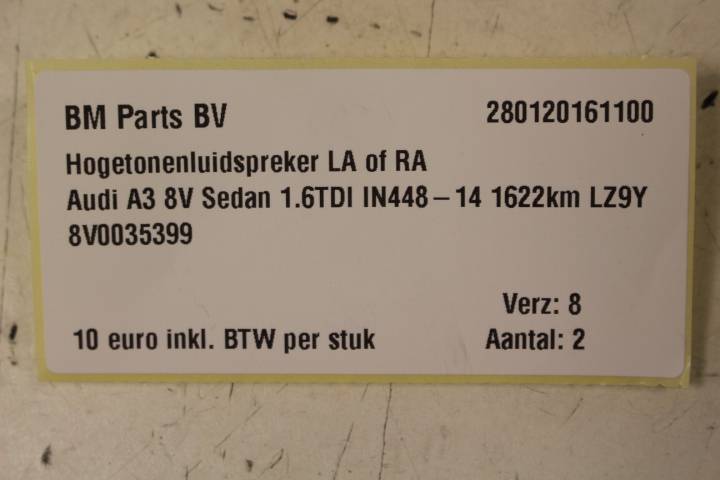 BM Parts BV 280120161100
Hogetonenluidspreker LA of RA
Audi A3 8V Sedan 1.6TDI IN448-14 1622km LZ9Y
8V0035399
Verz: 8
10 euro inkl. BTW per stuk Aantal: 2